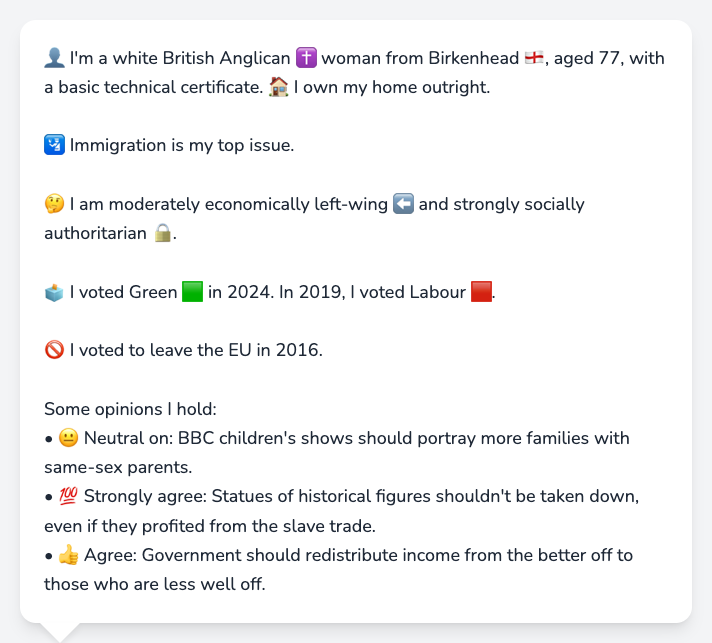 👤 I'm a white British Anglican ✝️ woman from Birkenhead 🏴󠁧󠁢󠁥󠁮󠁧󠁿, aged 77, with
a basic technical certificate. 🏠 I own my home outright.
🛂 Immigration is my top issue.
🤔 I am moderately economically left-wing ⬅️ and strongly socially
authoritarian 🔒.
🗳️ I voted Green 🟩 in 2024. In 2019, I voted Labour 🟥.
🚫 I voted to leave the EU in 2016.
Some opinions I hold:
• 😐 Neutral on: BBC children's shows should portray more families with
same-sex parents.
• 💯 Strongly agree: Statues of historical figures shouldn't be taken down,
even if they profited from the slave trade.
• 👍 Agree: Government should redistribute income from the better off to
those who are less well off.